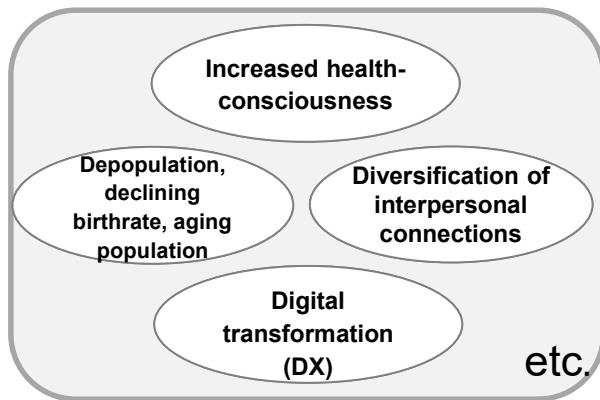 Increased health-
consciousness
Depopulation,
declining
birthrate, aging
population
Diversification of
interpersonal
connections
Digital
transformation
(DX)
etc.